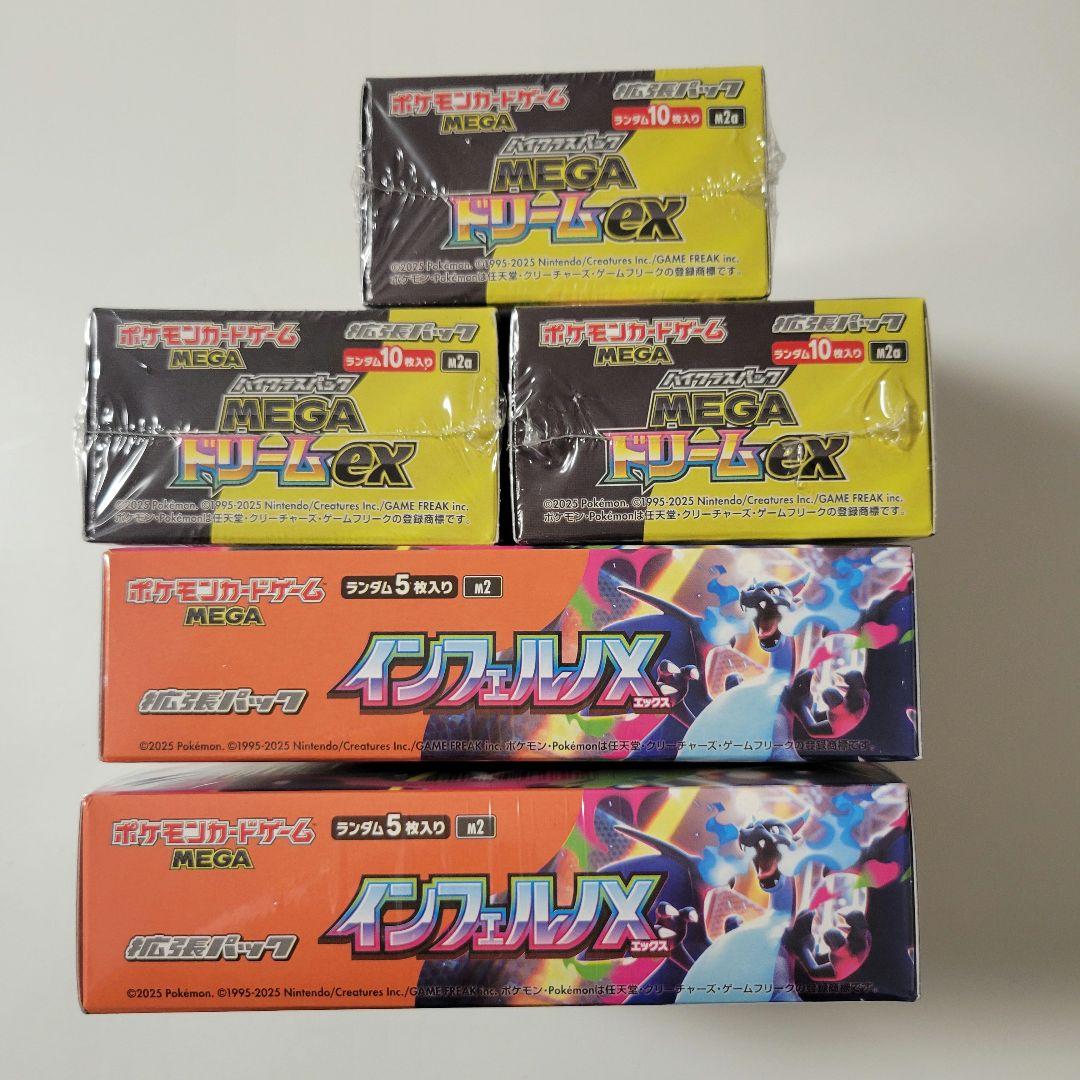 ポケモンカードゲーム 拡張パック
MEGA ランダム10枚入り M2a
ハイクラスパック
MEGA
ドリームex
©2025 Pokémon. ©1995-2025 Nintendo/Creatures Inc./GAME FREAK inc.
ポケモン・Pokémonは任天堂・クリーチャーズ・ゲームフリークの登録商標です。
ポケモンカードゲーム 拡張パック
MEGA ランダム10枚入り M2a
ハイクラスパック
MEGA
ドリームex
©2025 Pokémon. ©1995-2025 Nintendo/Creatures Inc./GAME FREAK inc.
ポケモン・Pokémonは任天堂・クリーチャーズ・ゲームフリークの登録商標です。
ポケモンカードゲーム 拡張パック
MEGA ランダム10枚入り M2a
ハイクラスパック
MEGA
ドリームex
©2025 Pokémon. ©1995-2025 Nintendo/Creatures Inc./GAME FREAK inc.
ポケモン・Pokémonは任天堂・クリーチャーズ・ゲームフリークの登録商標です。
ポケモンカードゲーム™ ランダム5枚入り M2
MEGA
インフェルノX
エックス
拡張パック
©2025 Pokémon. ©1995-2025 Nintendo/Creatures Inc./GAME FREAK inc. ポケモン・Pokémonは任天堂・クリーチャーズ・ゲームフリークの登録商標です。
ポケモンカードゲーム™ ランダム5枚入り M2
MEGA
インフェルノX
エックス
拡張パック
©2025 Pokémon. ©1995-2025 Nintendo/Creatures Inc./GAME FREAK inc. ポケモン・Pokémonは任天堂・クリーチャーズ・ゲームフリークの登録商標です。